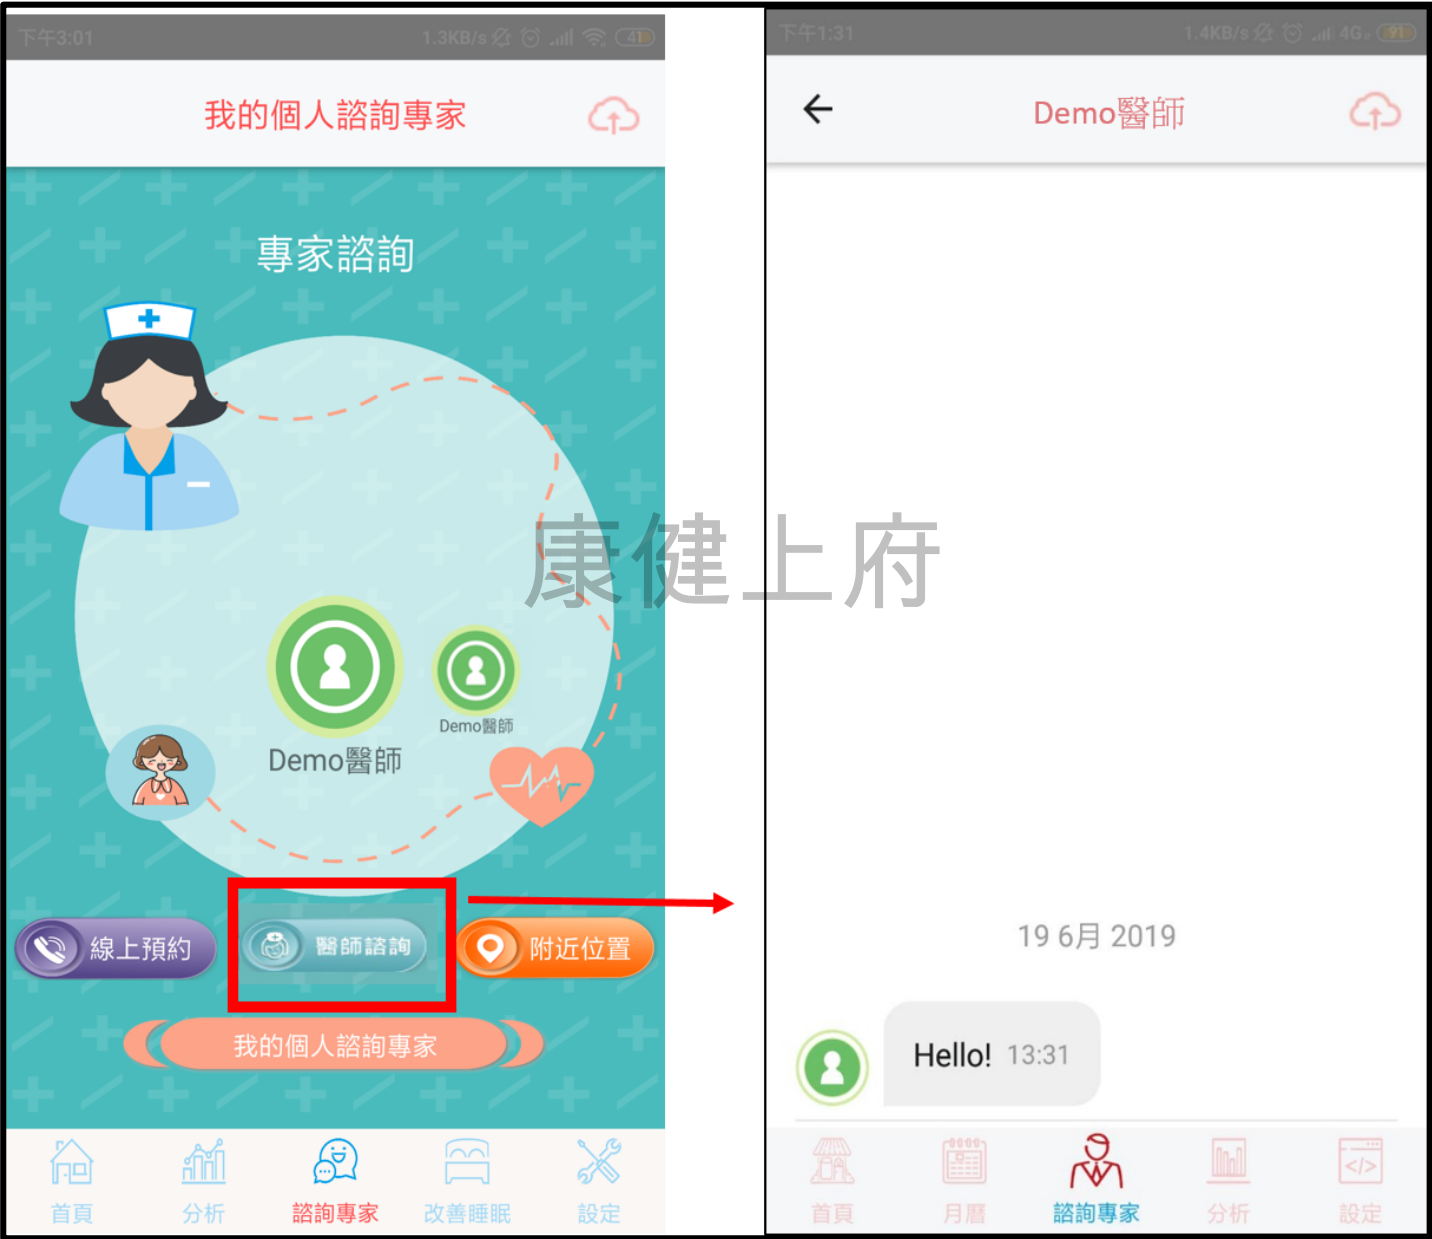 下午3:01
1.3KB/s
41
我的個人諮詢專家
專家諮詢
Demo醫師
Demo醫師
線上預約
醫師諮詢
附近位置
我的個人諮詢專家
首頁
分析
諮詢專家
改善睡眠
設定
康健上府
下午1:31
1.4KB/s
4G
91
Demo醫師
19 6月 2019
Hello! 13:31
首頁
月曆
諮詢專家
分析
設定